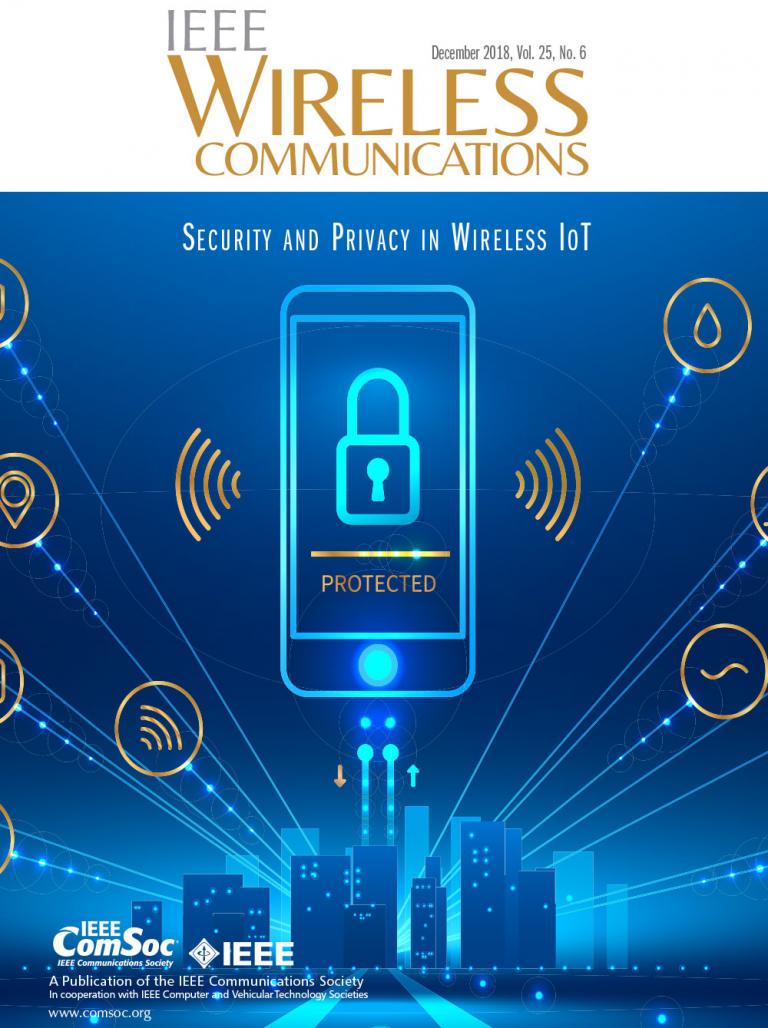 IEEE
December 2018, Vol. 25, No. 6
WIRELESS
COMMUNICATIONS
SECURITY AND PRIVACY IN WIRELESS IOT
PROTECTED
IEEE
ComSoc
IEEE Communications Society
IEEE
A Publication of the IEEE Communications Society
In cooperation with IEEE Computer and Vehicular Technology Societies
www.comsoc.org